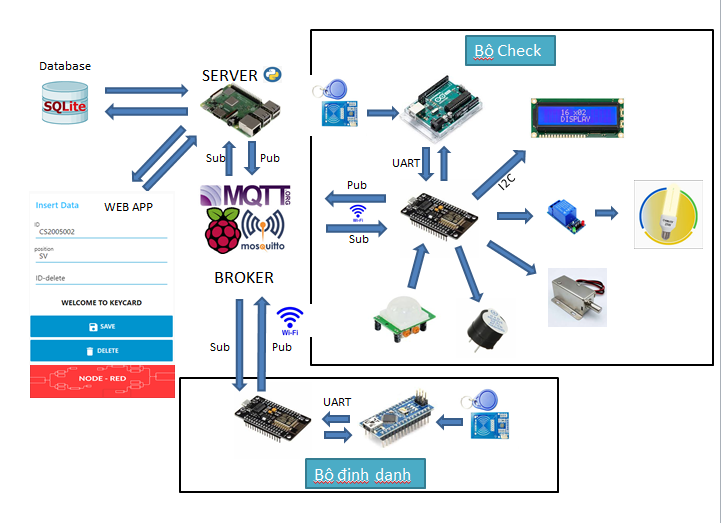 Bộ Check
Database
SERVER
SQLite
16 x02
DISPLAY
UART
I2C
Sub
Pub
Pub
Wi-Fi
Sub
MQTT.ORG
mosquitto
BROKER
Insert Data
WEB APP
ID
CS2005002
position
SV
ID-delete
WELCOME TO KEYCARD
SAVE
DELETE
NODE - RED
Sub
Pub
Wi-Fi
UART
Bộ định danh